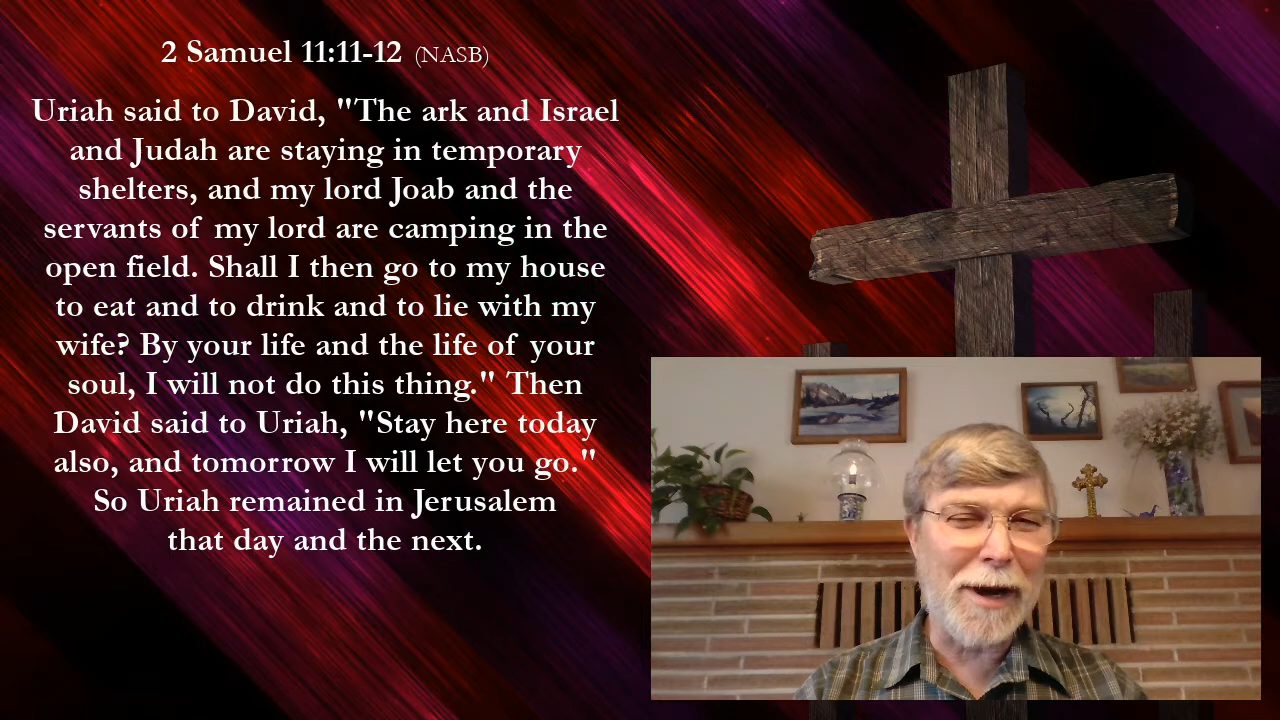 2 Samuel 11:11-12 (NASB)
Uriah said to David, "The ark and Israel
and Judah are staying in temporary
shelters, and my lord Joab and the
servants of my lord are camping in the
open field. Shall I then go to my house
to eat and to drink and to lie with my
wife? By your life and the life of your
soul, I will not do this thing." Then
David said to Uriah, "Stay here today
also, and tomorrow I will let you go."
So Uriah remained in Jerusalem
that day and the next.